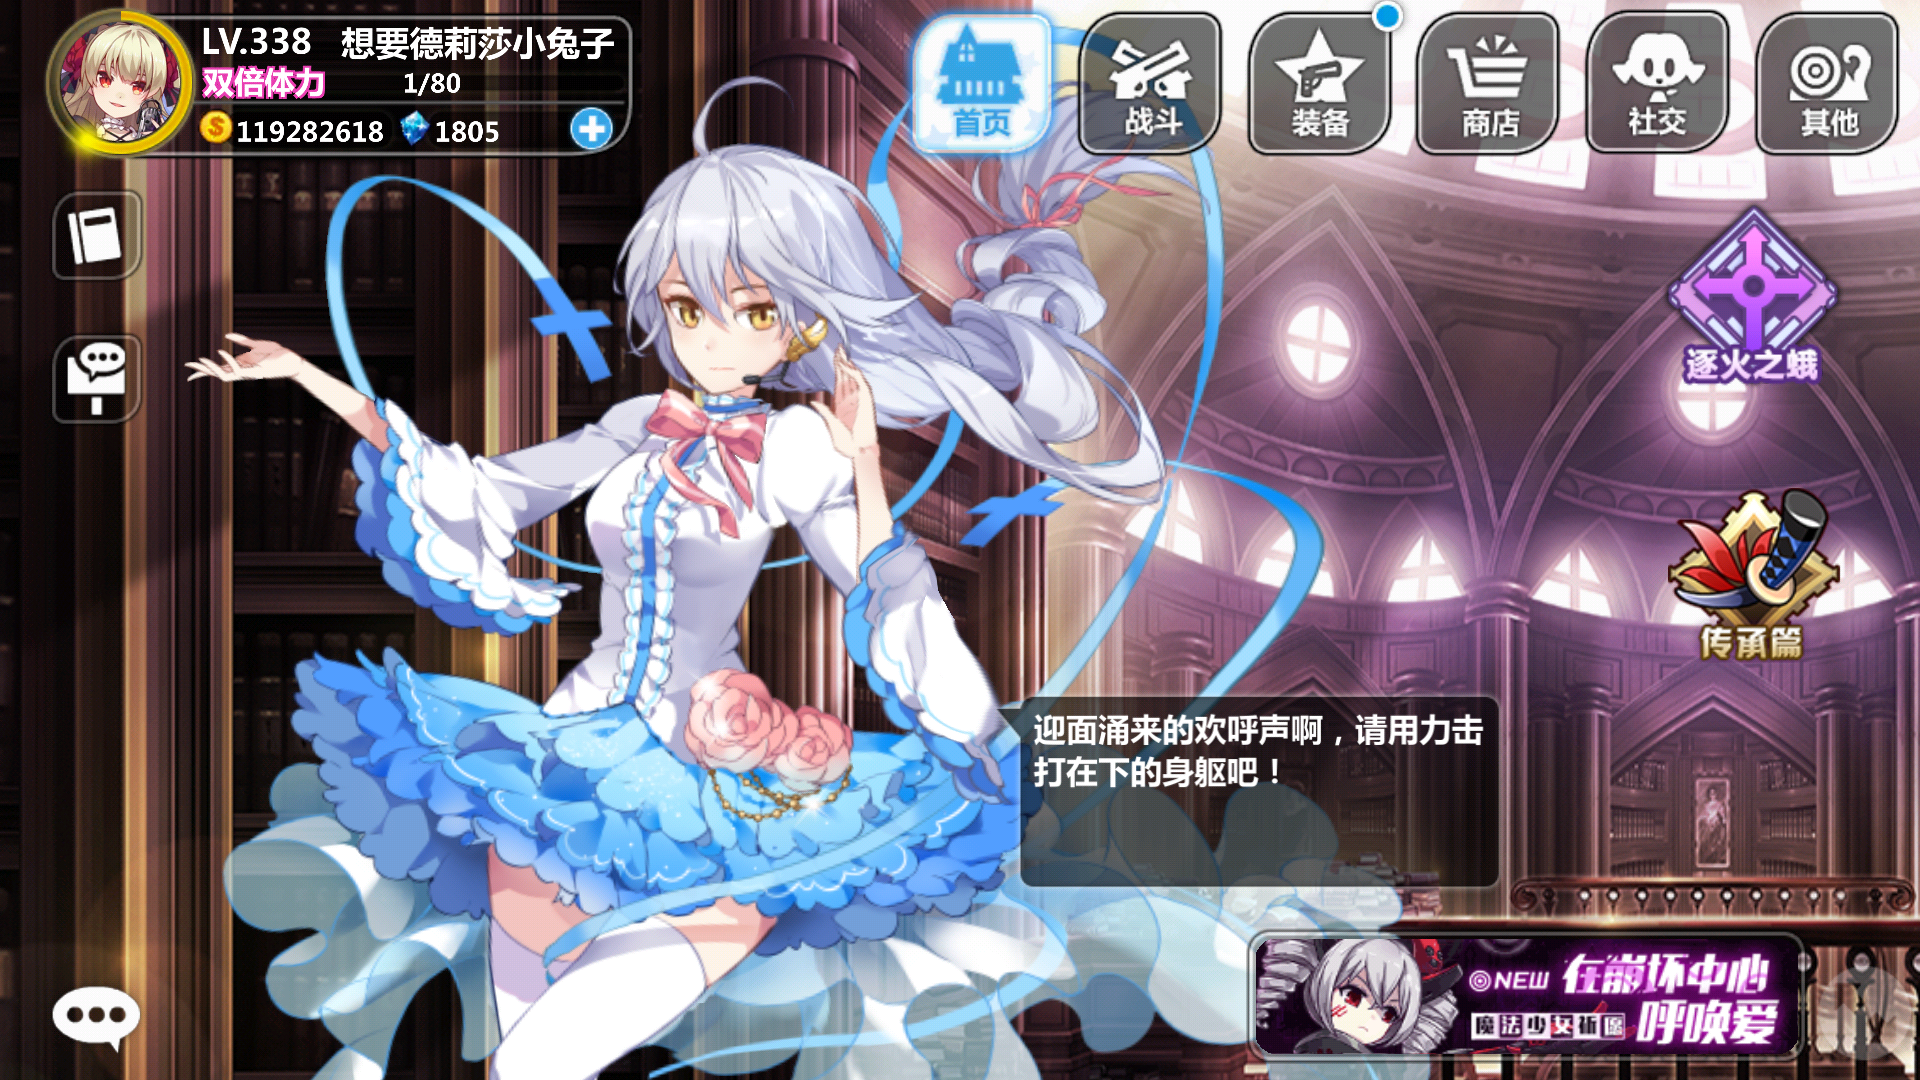 LV.338 想要德莉莎小兔子
双倍体力 1/80
119282618 1805
首页
战斗
装备
商店
社交
其他
逐火之蛾
传承篇
迎面涌来的欢呼声啊，请用力击
打在下的身躯吧！
NEW 在崩坏中心
魔法少女祈愿 呼唤爱